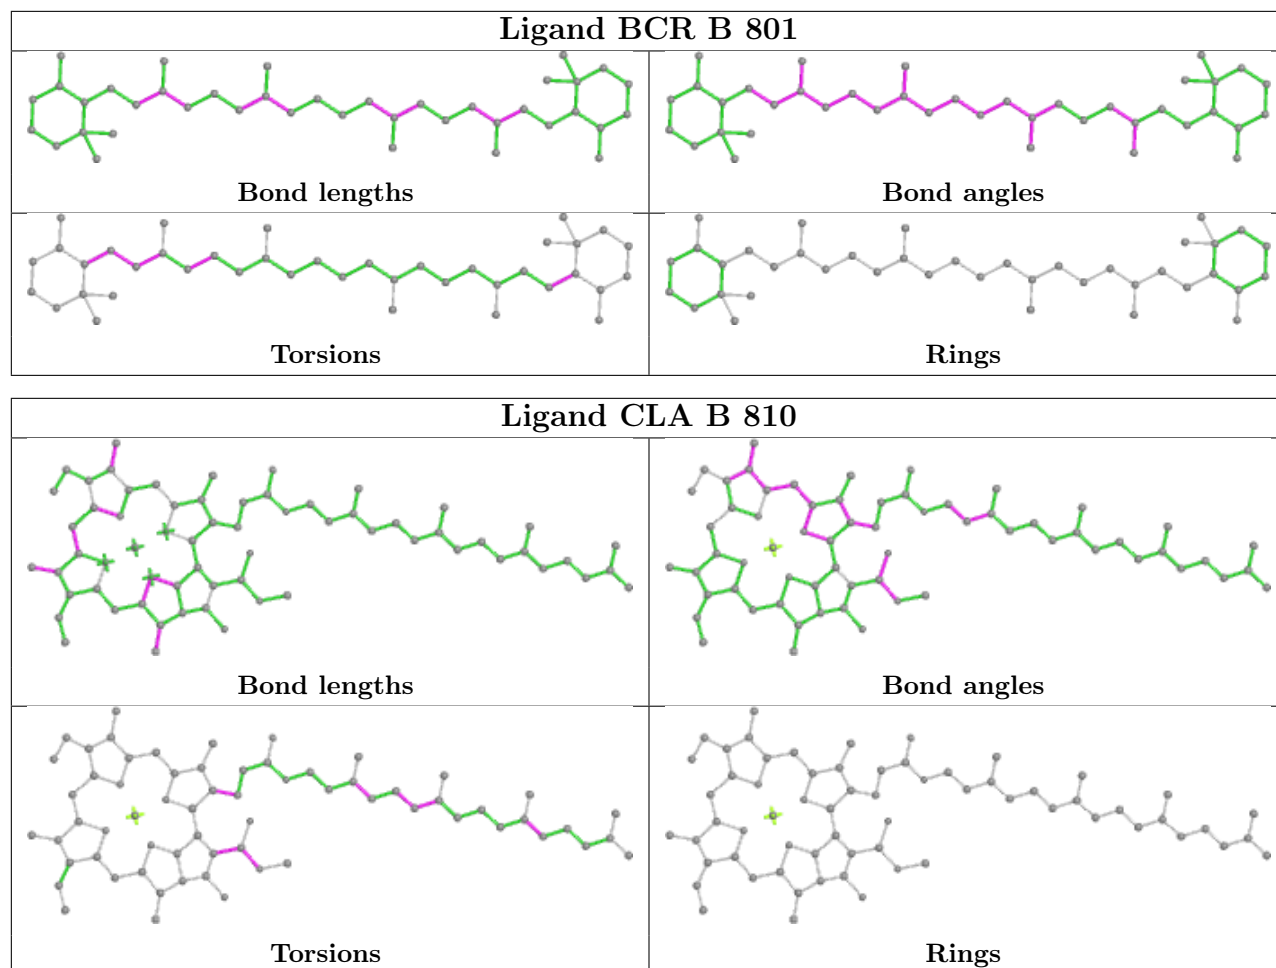 Ligand BCR B 801
Bond lengths
Bond angles
Torsions
Rings
Ligand CLA B 810
Bond lengths
Bond angles
Torsions
Rings